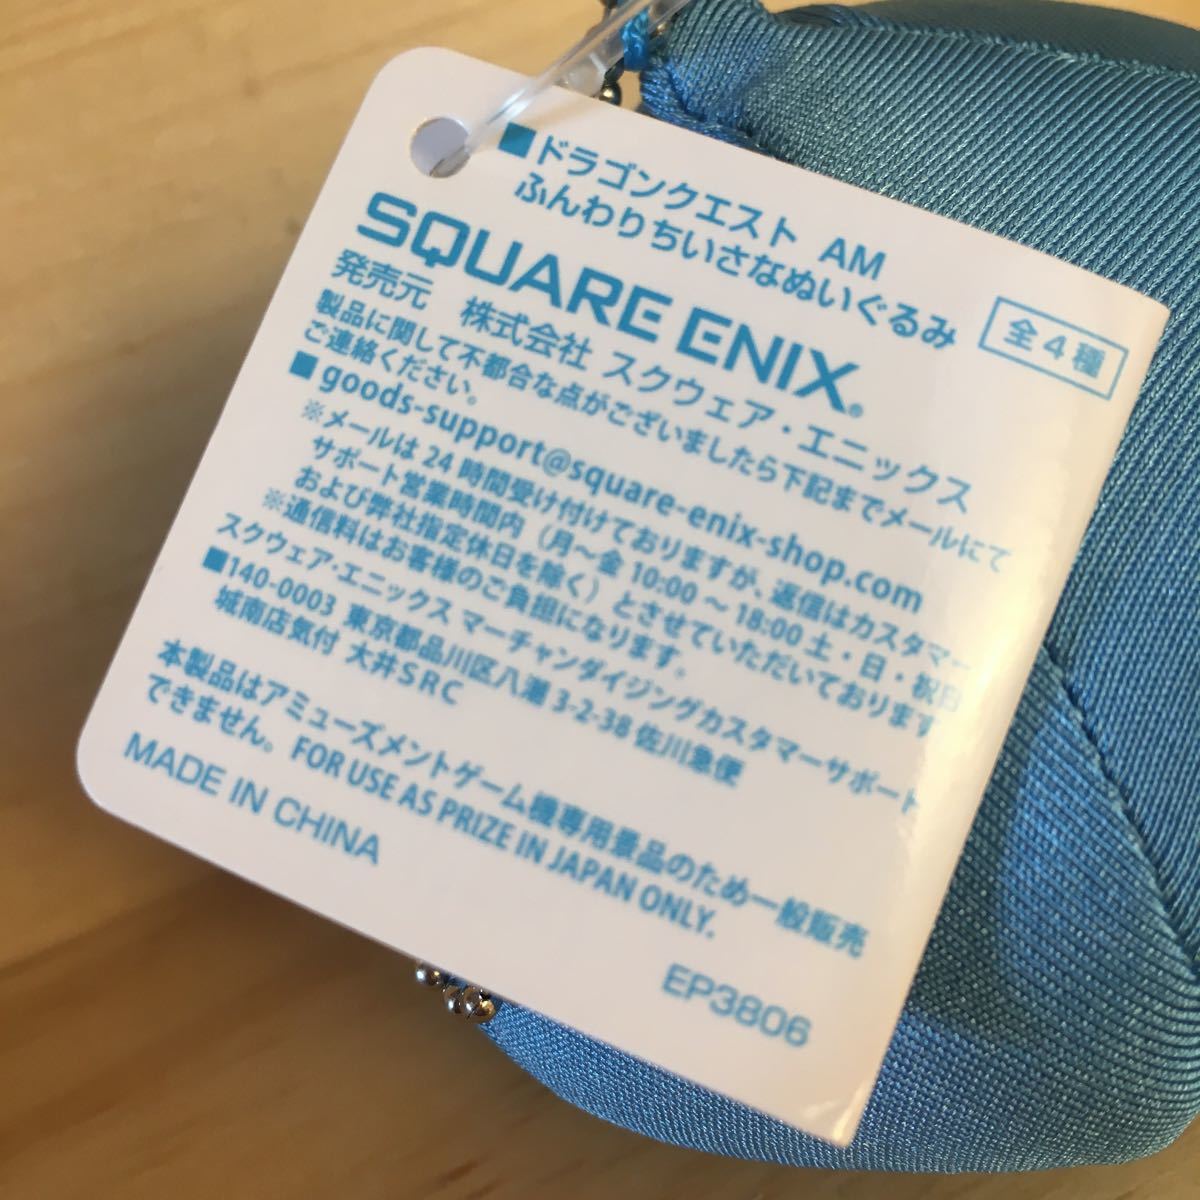 ■ドラゴンクエスト AM
ふんわりちいさなぬいぐるみ
全4種
SQUARE ENIX®
発売元 株式会社 スクウェア・エニックス
製品に関して不都合な点がございましたら下記までメールにて
ご連絡ください。
■goods-support@square-enix-shop.com
※メールは24時間受け付けておりますが、返信はカスタマー
サポート営業時間内（月～金 10:00～18:00 土・日・祝日
および弊社指定休日を除く）とさせていただいております。
※通信料はお客様のご負担になります。
スクウェア・エニックス マーチャンダイジングカスタマーサポート
■140-0003 東京都品川区八潮 3-2-38 佐川急便
城南店気付 大井SRC
本製品はアミューズメントゲーム機専用景品のため一般販売
できません。 FOR USE AS PRIZE IN JAPAN ONLY.
MADE IN CHINA
EP3806